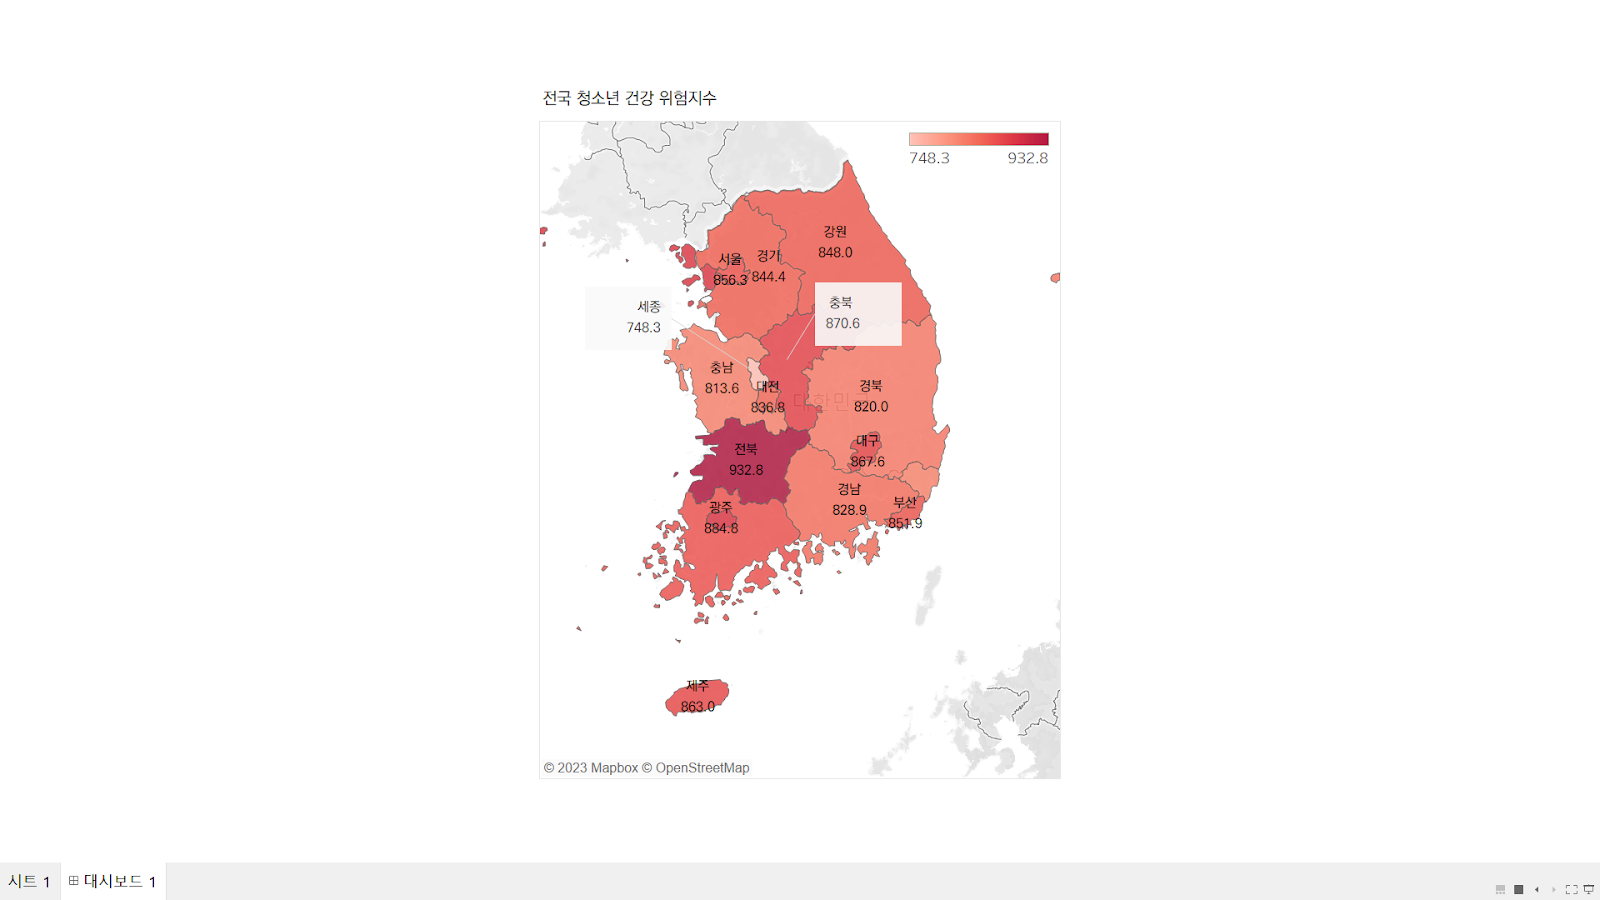 전국 청소년 건강 위험지수
748.3 932.8
강원
848.0
서울
856.3
경기
844.4
세종
748.3
충북
870.6
충남
813.6
대전
836.8
대한민국
경북
820.0
대구
867.6
전북
932.8
경남
828.9
부산
851.9
광주
884.8
제주
863.0
© 2023 Mapbox © OpenStreetMap
시트 1 대시보드 1